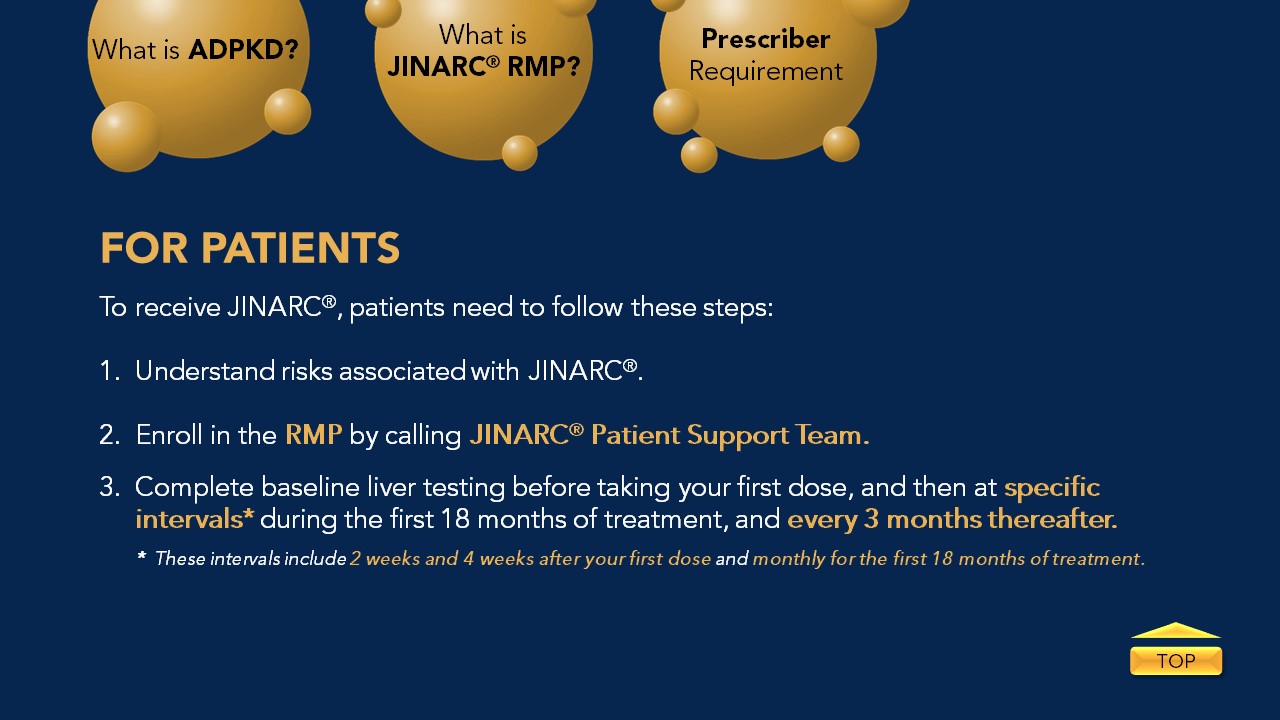 What is ADPKD?
What is
JINARC® RMP?
Prescriber
Requirement
FOR PATIENTS
To receive JINARC®, patients need to follow these steps:
1. Understand risks associated with JINARC®.
2. Enroll in the RMP by calling JINARC® Patient Support Team.
3. Complete baseline liver testing before taking your first dose, and then at specific
intervals* during the first 18 months of treatment, and every 3 months thereafter.
* These intervals include 2 weeks and 4 weeks after your first dose and monthly for the first 18 months of treatment.
TOP